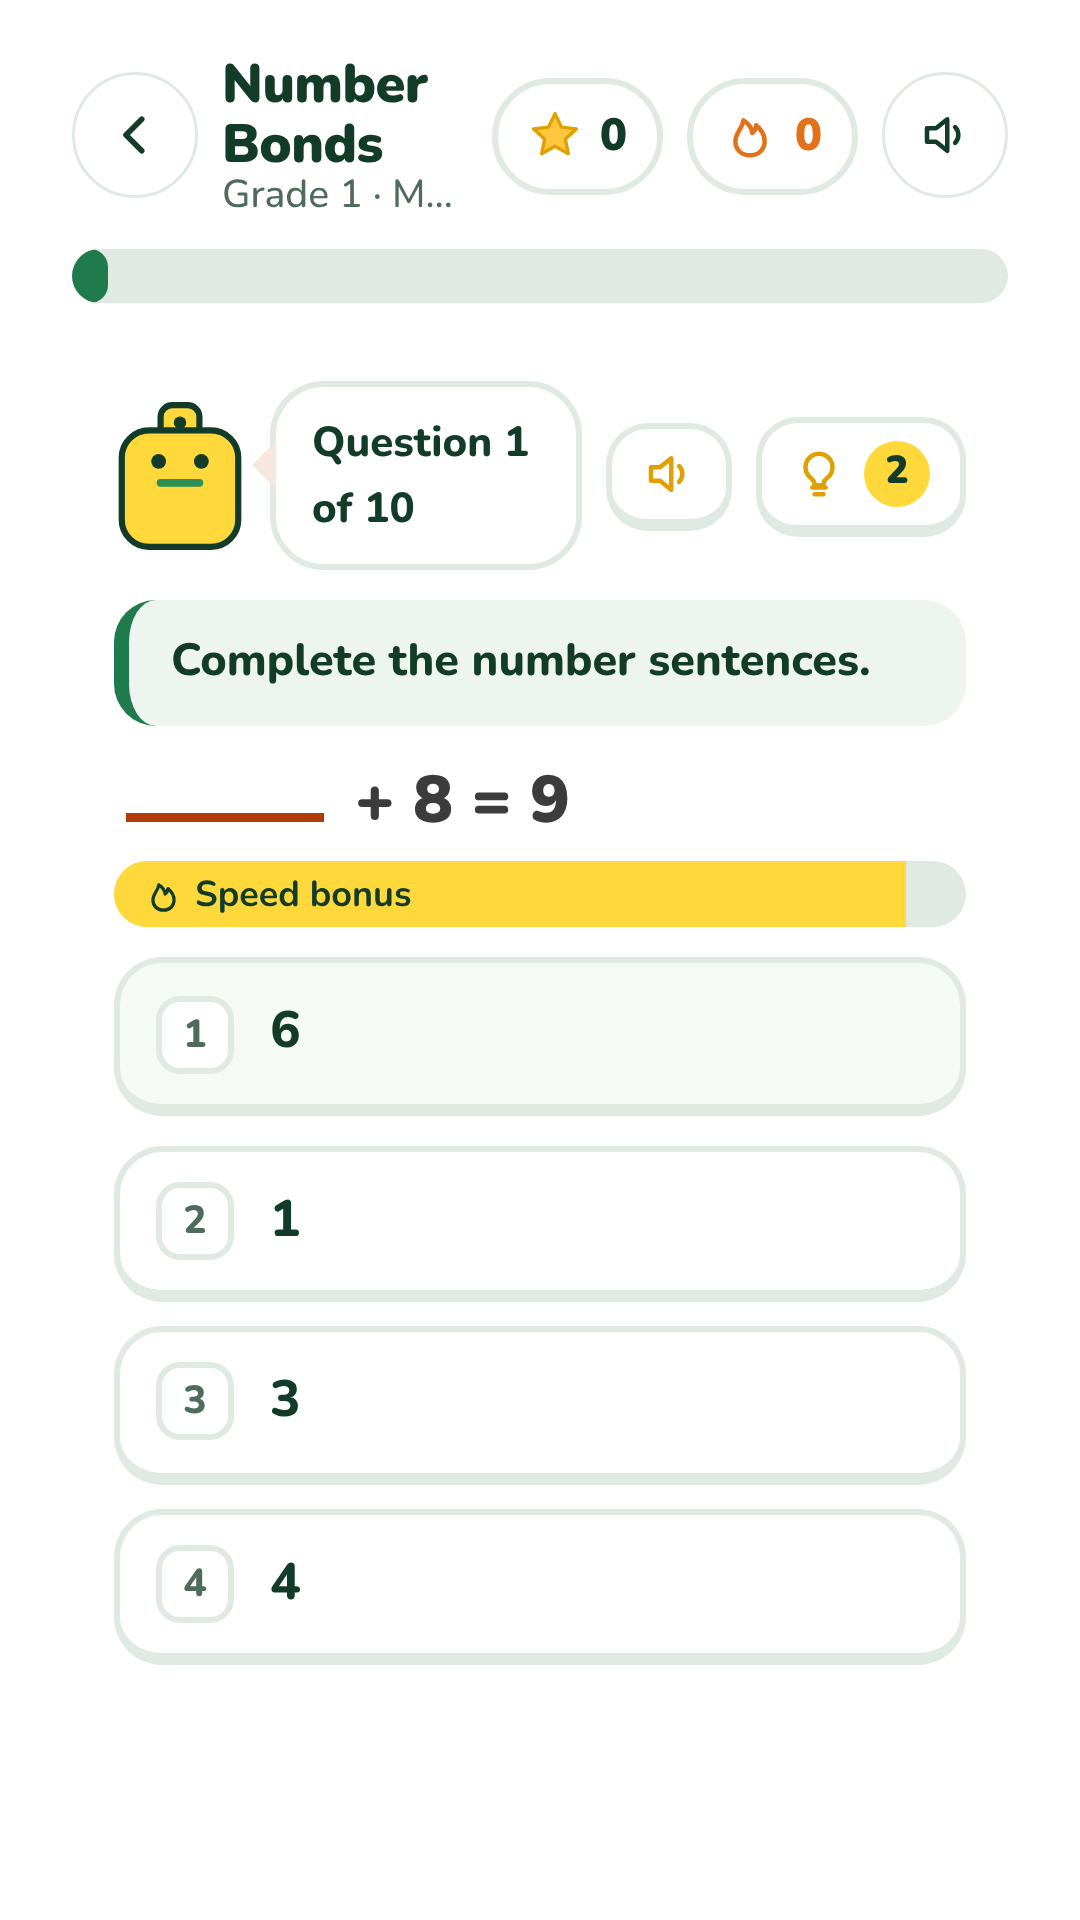 Number
Bonds
Grade 1 · M...
0
0
Question 1
of 10
2
Complete the number sentences.
______ + 8 = 9
Speed bonus
1 6
2 1
3 3
4 4